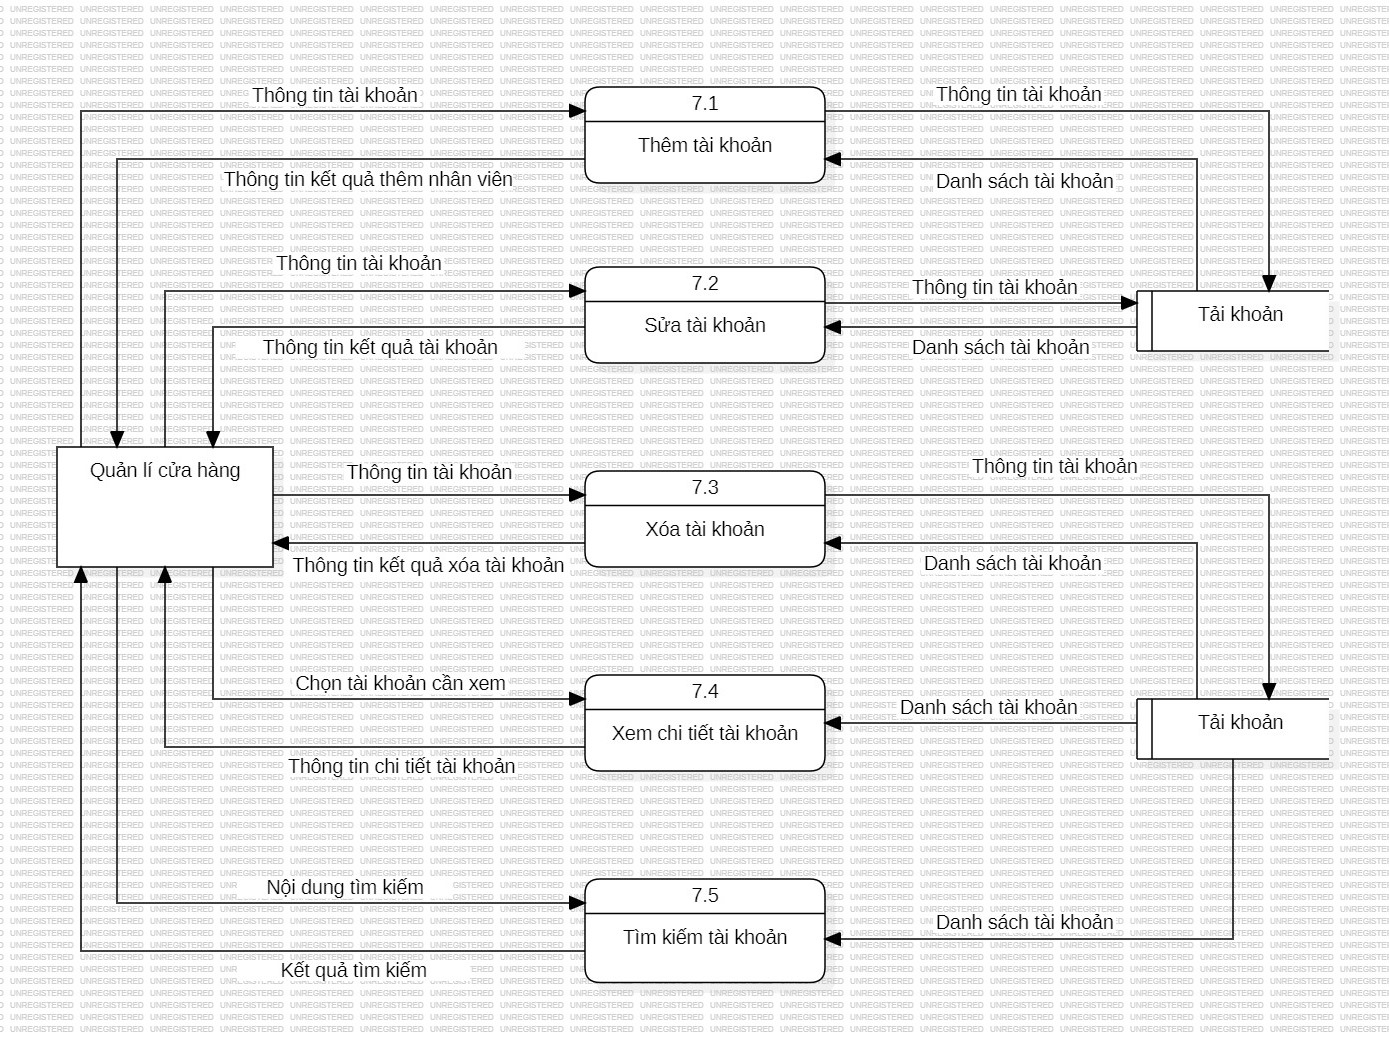 Thông tin tài khoản
7.1
Thông tin tài khoản
Thêm tài khoản
Thông tin kết quả thêm nhân viên
Danh sách tài khoản
Thông tin tài khoản
7.2
Thông tin tài khoản
Sửa tài khoản
Tải khoản
Thông tin kết quả tài khoản
Danh sách tài khoản
Quản lí cửa hàng
Thông tin tài khoản
7.3
Thông tin tài khoản
Xóa tài khoản
Thông tin kết quả xóa tài khoản
Danh sách tài khoản
Chọn tài khoản cần xem
7.4
Danh sách tài khoản
Tải khoản
Xem chi tiết tài khoản
Thông tin chi tiết tài khoản
Nội dung tìm kiếm
7.5
Danh sách tài khoản
Tìm kiếm tài khoản
Kết quả tìm kiếm
UNREGISTERED